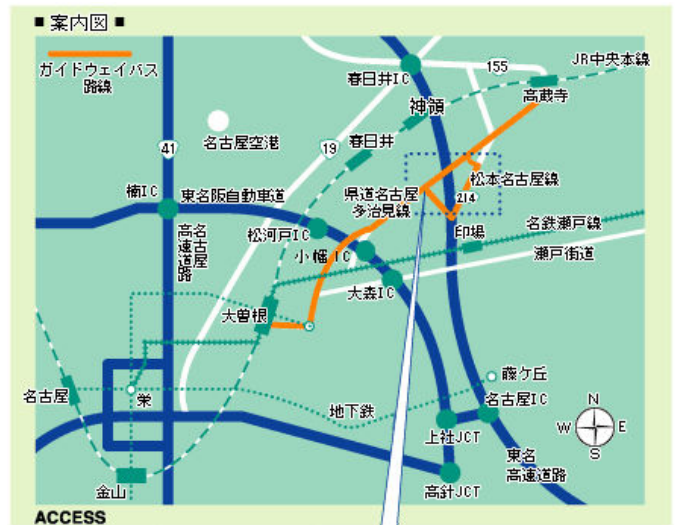 ■ 案内図 ■
ガイドウェイバス
路線
155
JR中央本線
春日井IC
高蔵寺
神領
名古屋空港
19
春日井
41
松本名古屋線
楠IC
東名阪自動車道
県道名古屋
多治見線
214
印場
名鉄瀬戸線
松河戸IC
名古屋
高速道路
小幡IC
瀬戸街道
大森IC
大曽根
藤ケ丘
名古屋
栄
名古屋IC
地下鉄
N
W
E
S
上社JCT
東名
高速道路
金山
高針JCT
ACCESS